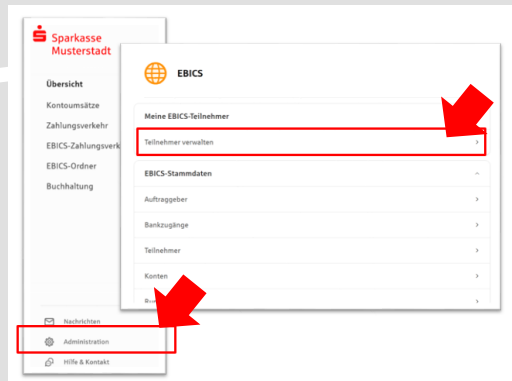 Sparkasse
Musterstadt
Übersicht
Kontoumsätze
Zahlungsverkehr
EBICS-Zahlungsverk
EBICS-Ordner
Buchhaltung
Nachrichten
Administration
Hilfe & Kontakt
EBICS
Meine EBICS-Teilnehmer
Teilnehmer verwalten
EBICS-Stammdaten
Auftraggeber
Bankzugänge
Teilnehmer
Konten